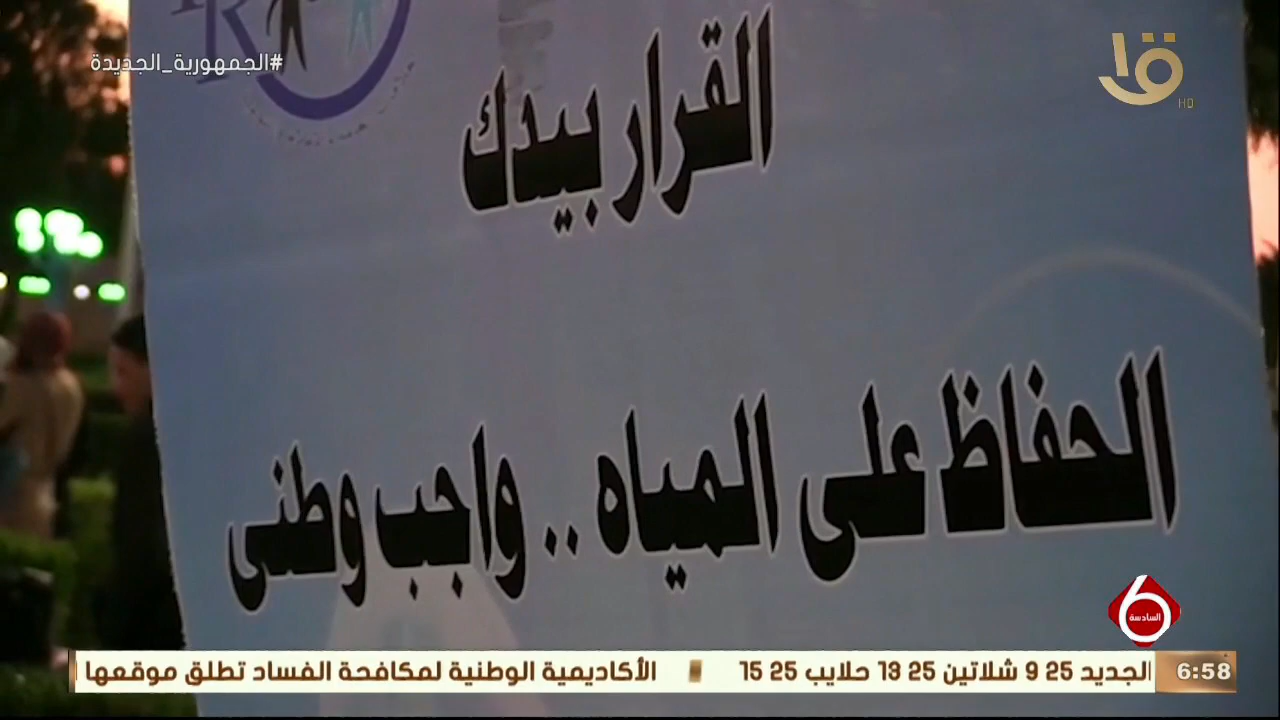 #الجمهورية_الجديدة
HD
القرار بيدك
الحفاظ على المياه .. واجب وطنى
السادسة
6:58
الجديد 25 9 شلاتين 25 13 حلايب 25 15
الأكاديمية الوطنية لمكافحة الفساد تطلق موقعها